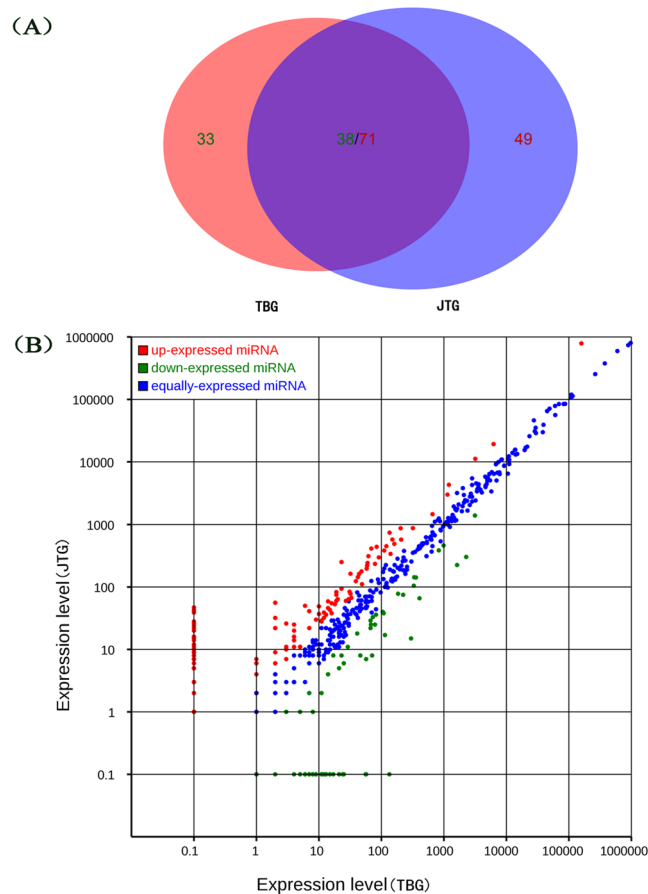 (A)
33
38/71
49
TBG
JTG
(B)
up-expressed miRNA
down-expressed miRNA
equally-expressed miRNA
Expression level(JTG)
1000000
100000
10000
1000
100
10
1
0.1
0.1 1 10 100 1000 10000 100000 1000000
Expression level(TBG)